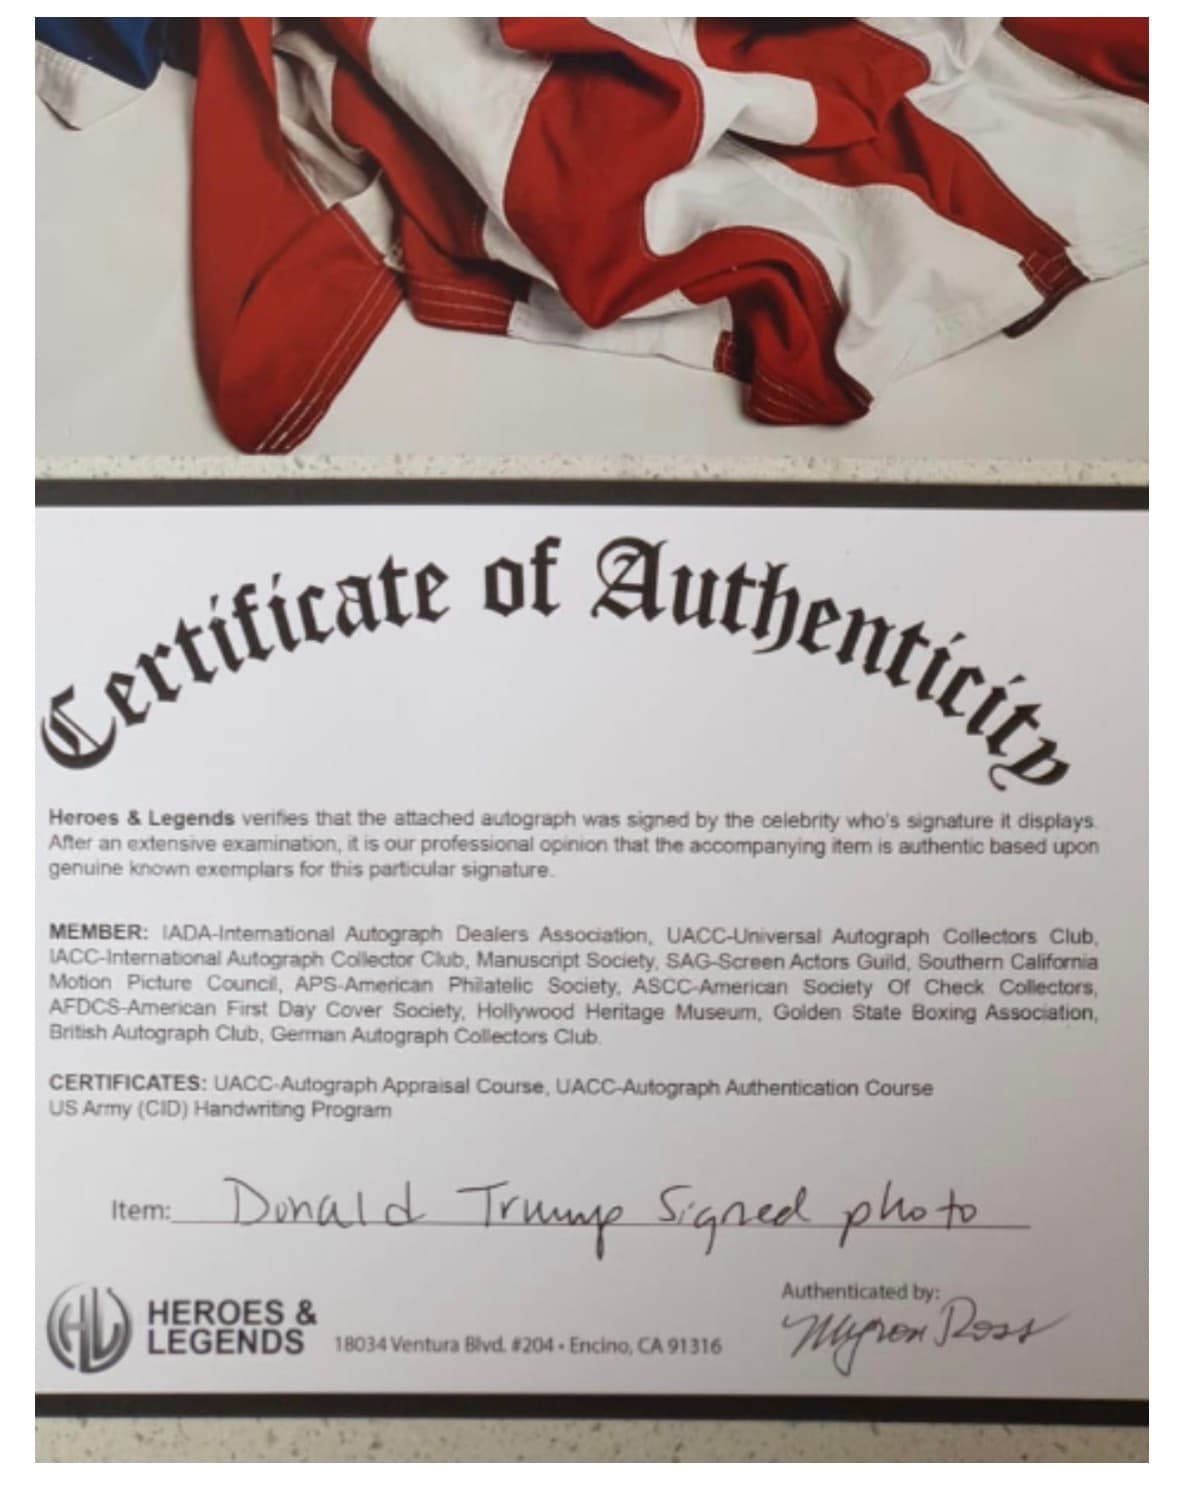 Certificate of Authenticity
Heroes & Legends verifies that the attached autograph was signed by the celebrity who's signature it displays.
After an extensive examination, it is our professional opinion that the accompanying item is authentic based upon
genuine known exemplars for this particular signature.
MEMBER: IADA-International Autograph Dealers Association, UACC-Universal Autograph Collectors Club,
IACC-International Autograph Collector Club, Manuscript Society, SAG-Screen Actors Guild, Southern California
Motion Picture Council, APS-American Philatelic Society, ASCC-American Society Of Check Collectors,
AFDCS-American First Day Cover Society, Hollywood Heritage Museum, Golden State Boxing Association,
British Autograph Club, German Autograph Collectors Club.
CERTIFICATES: UACC-Autograph Appraisal Course, UACC-Autograph Authentication Course
US Army (CID) Handwriting Program
Item: Donald Trump Signed photo
HL HEROES &
LEGENDS 18034 Ventura Blvd. #204 • Encino, CA 91316
Authenticated by:
Myron Ross